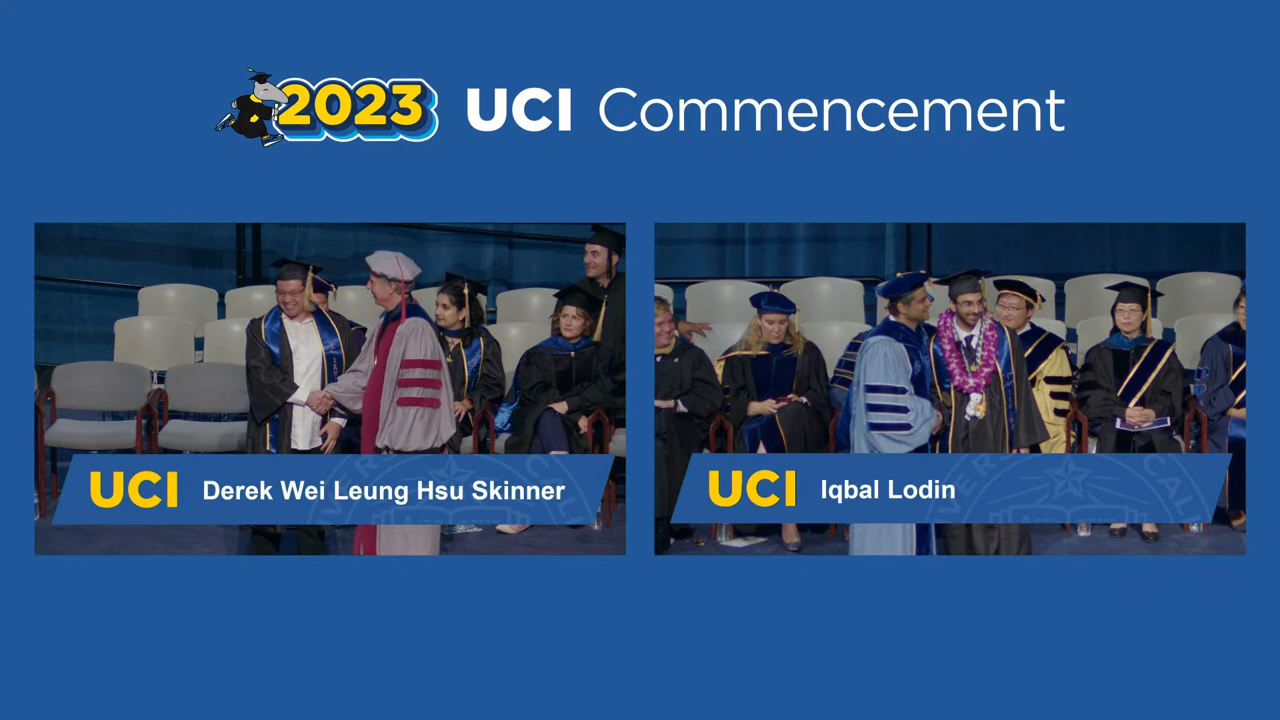 2023 UCI Commencement
UCI Derek Wei Leung Hsu Skinner
UCI Iqbal Lodin